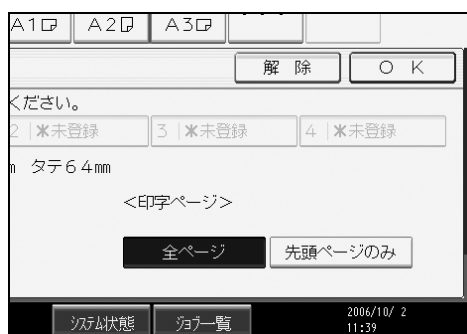 A1 A2 A3
解除 OK
ください。
2 ✱未登録 3 ✱未登録 4 ✱未登録
m タテ64mm
<印字ページ>
全ページ 先頭ページのみ
システム状態 ジョブ一覧 2006/10/ 2
11:39